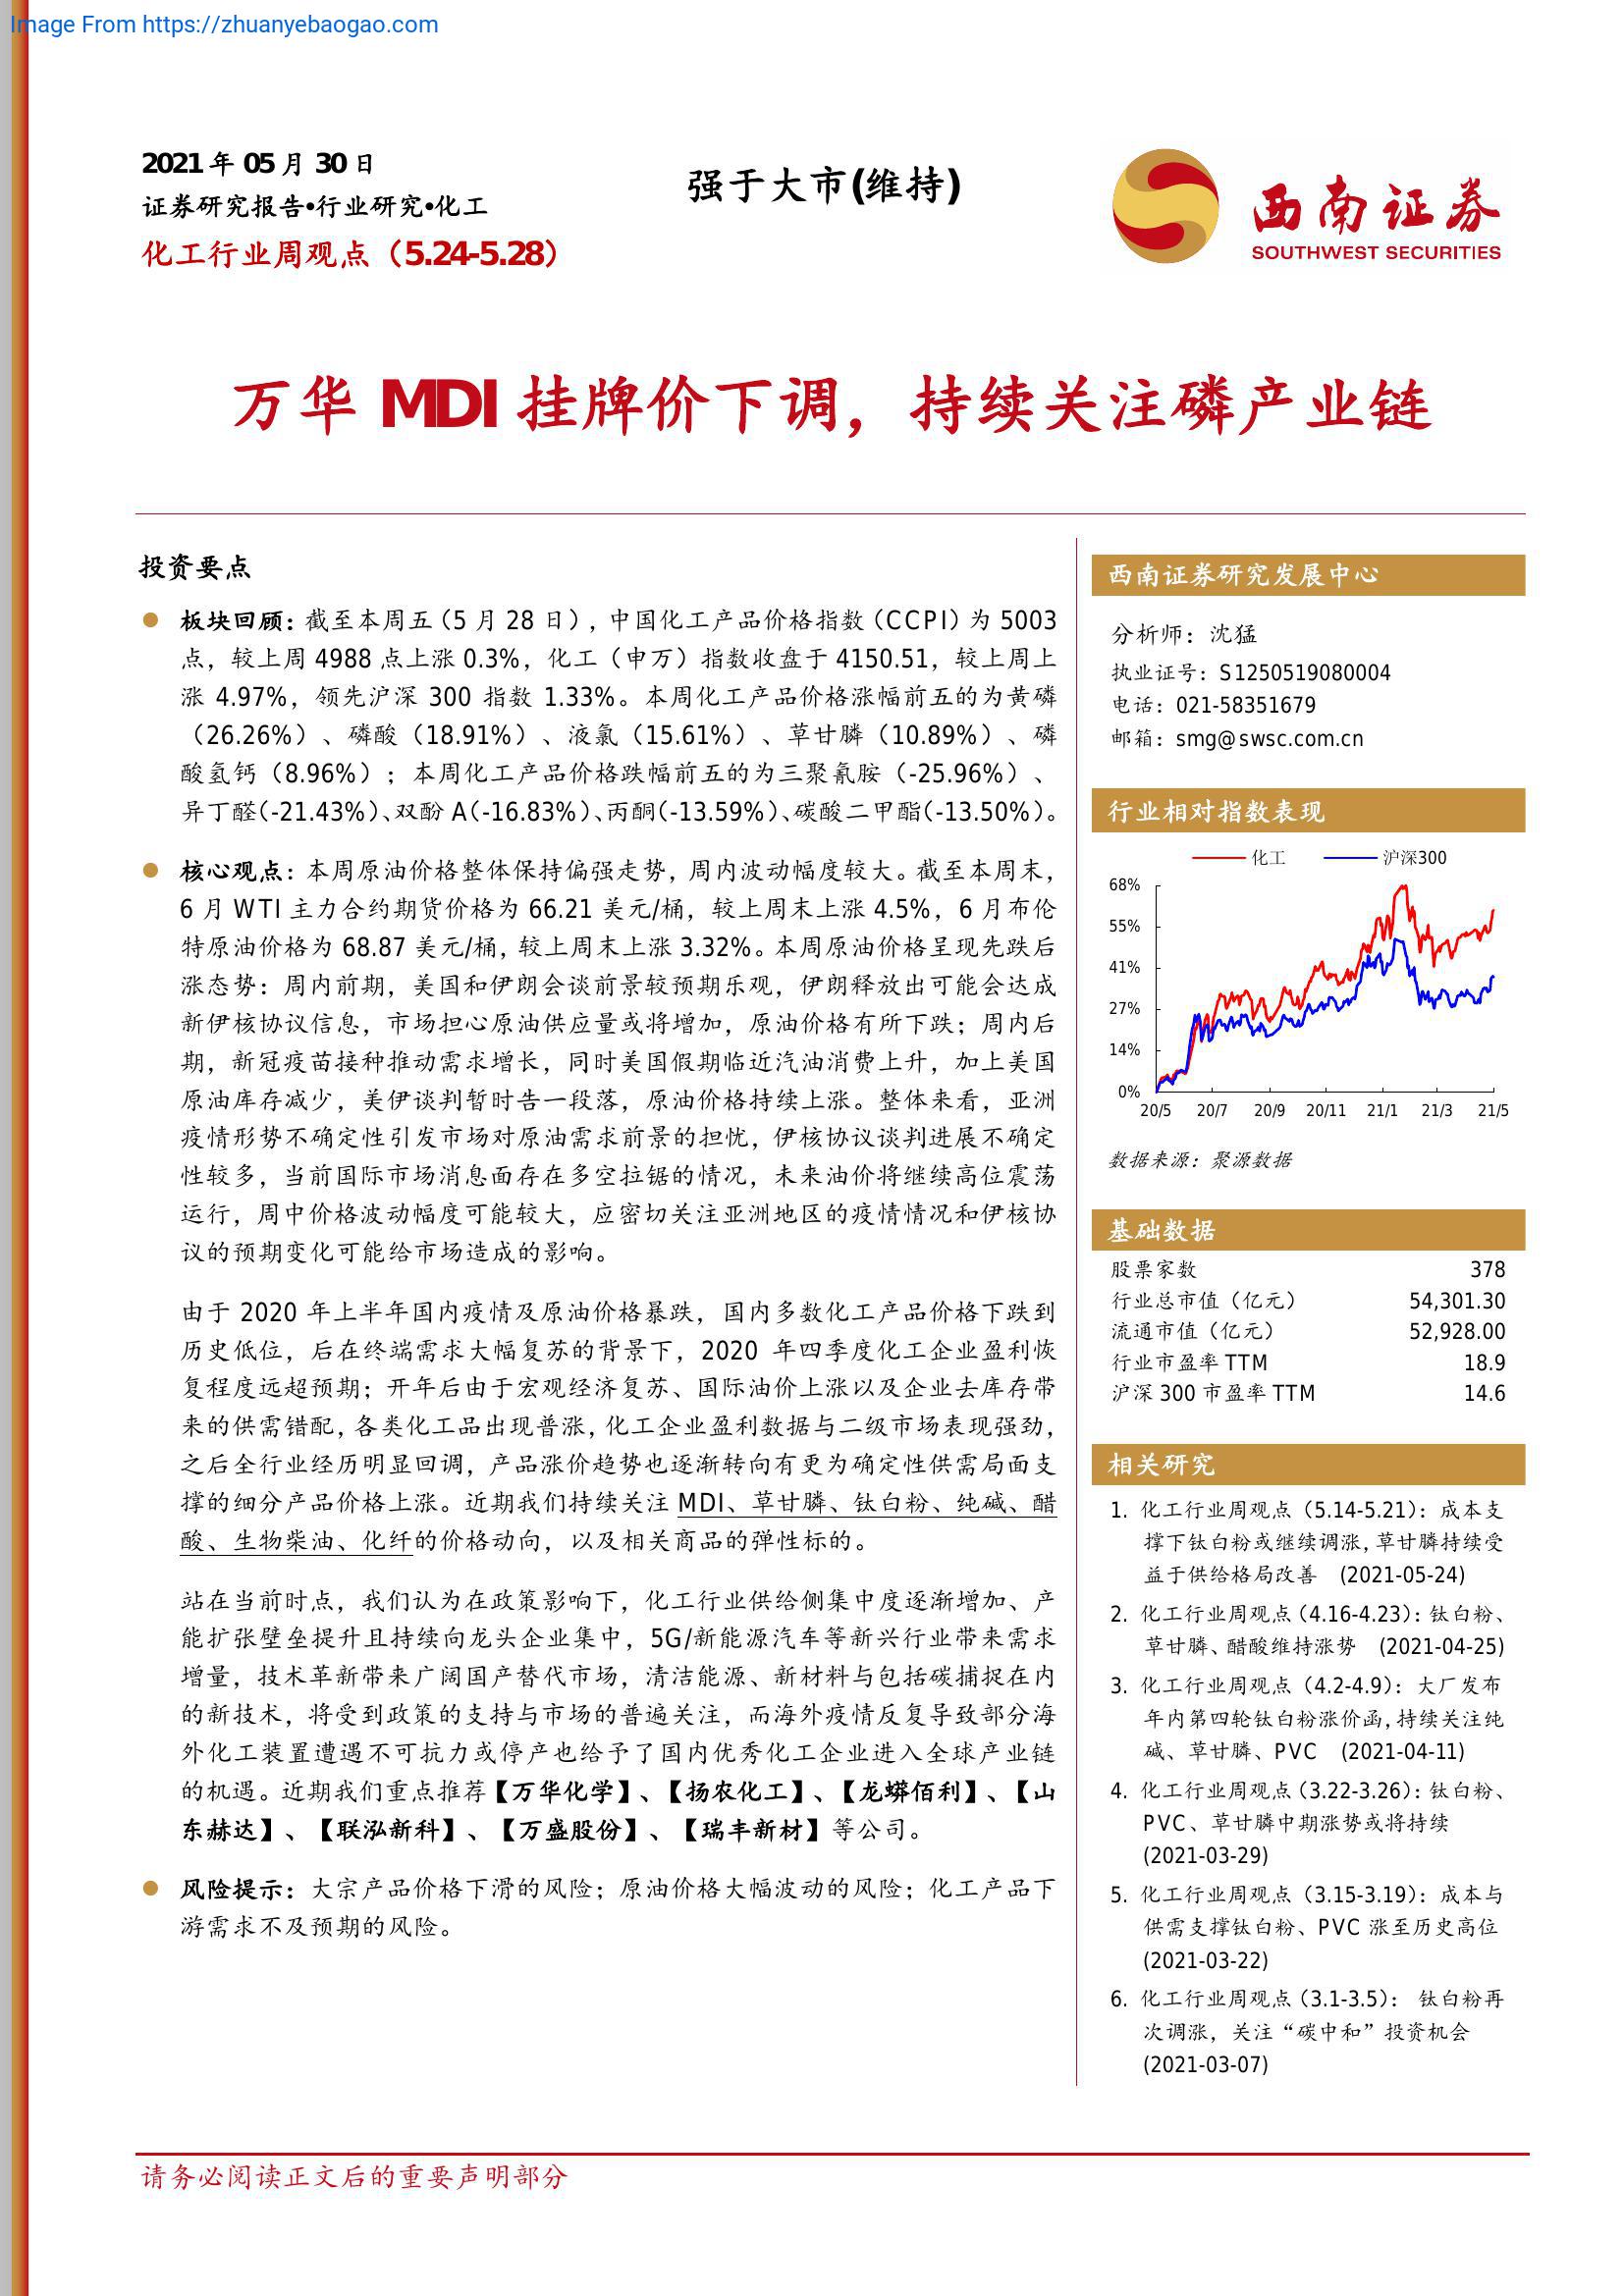 Image From https://zhuanyebaogao.com
2021 年 05 月 30 日
证券研究报告•行业研究•化工
化工行业周观点（5.24-5.28）
强于大市(维持)
西南证券
SOUTHWEST SECURITIES
万华 MDI 挂牌价下调，持续关注磷产业链
投资要点
板块回顾：截至本周五（5 月 28 日），中国化工产品价格指数（CCPI）为 5003
点，较上周 4988 点上涨 0.3%，化工（申万）指数收盘于 4150.51，较上周上
涨 4.97%，领先沪深 300 指数 1.33%。本周化工产品价格涨幅前五的为黄磷
（26.26%）、磷酸（18.91%）、液氯（15.61%）、草甘膦（10.89%）、磷
酸氢钙（8.96%）；本周化工产品价格跌幅前五的为三聚氰胺（-25.96%）、
异丁醛（-21.43%）、双酚 A（-16.83%）、丙酮（-13.59%）、碳酸二甲酯（-13.50%）。
核心观点：本周原油价格整体保持偏强走势，周内波动幅度较大。截至本周末，
6 月 WTI 主力合约期货价格为 66.21 美元/桶，较上周末上涨 4.5%，6 月布伦
特原油价格为 68.87 美元/桶，较上周末上涨 3.32%。本周原油价格呈现先跌后
涨态势：周内前期，美国和伊朗会谈前景较预期乐观，伊朗释放出可能会达成
新伊核协议信息，市场担心原油供应量或将增加，原油价格有所下跌；周内后
期，新冠疫苗接种推动需求增长，同时美国假期临近汽油消费上升，加上美国
原油库存减少，美伊谈判暂时告一段落，原油价格持续上涨。整体来看，亚洲
疫情形势不确定性引发市场对原油需求前景的担忧，伊核协议谈判进展不确定
性较多，当前国际市场消息面存在多空拉锯的情况，未来油价将继续高位震荡
运行，周中价格波动幅度可能较大，应密切关注亚洲地区的疫情情况和伊核协
议的预期变化可能给市场造成的影响。
由于 2020 年上半年国内疫情及原油价格暴跌，国内多数化工产品价格下跌到
历史低位，后在终端需求大幅复苏的背景下，2020 年四季度化工企业盈利恢
复程度远超预期；开年后由于宏观经济复苏、国际油价上涨以及企业去库存带
来的供需错配，各类化工品出现普涨，化工企业盈利数据与二级市场表现强劲，
之后全行业经历明显回调，产品涨价趋势也逐渐转向有更为确定性供需局面支
撑的细分产品价格上涨。近期我们持续关注 MDI、草甘膦、钛白粉、纯碱、醋
酸、生物柴油、化纤的价格动向，以及相关商品的弹性标的。
站在当前时点，我们认为在政策影响下，化工行业供给侧集中度逐渐增加、产
能扩张壁垒提升且持续向龙头企业集中，5G/新能源汽车等新兴行业带来需求
增量，技术革新带来广阔国产替代市场，清洁能源、新材料与包括碳捕捉在内
的新技术，将受到政策的支持与市场的普遍关注，而海外疫情反复导致部分海
外化工装置遭遇不可抗力或停产也给予了国内优秀化工企业进入全球产业链
的机遇。近期我们重点推荐【万华化学】、【扬农化工】、【龙蟒佰利】、【山
东赫达】、【联泓新科】、【万盛股份】、【瑞丰新材】等公司。
风险提示：大宗产品价格下滑的风险；原油价格大幅波动的风险；化工产品下
游需求不及预期的风险。
西南证券研究发展中心
分析师：沈猛
执业证号：S1250519080004
电话：021-58351679
邮箱：smg@swsc.com.cn
行业相对指数表现
化工 沪深300
68%
55%
41%
27%
14%
0%
20/5 20/7 20/9 20/11 21/1 21/3 21/5
数据来源：聚源数据
基础数据
股票家数 378
行业总市值（亿元） 54,301.30
流通市值（亿元） 52,928.00
行业市盈率 TTM 18.9
沪深 300 市盈率 TTM 14.6
相关研究
1. 化工行业周观点（5.14-5.21）：成本支
撑下钛白粉或继续调涨，草甘膦持续受
益于供给格局改善 (2021-05-24)
2. 化工行业周观点（4.16-4.23）：钛白粉、
草甘膦、醋酸维持涨势 (2021-04-25)
3. 化工行业周观点（4.2-4.9）：大厂发布
年内第四轮钛白粉涨价函，持续关注纯
碱、草甘膦、PVC (2021-04-11)
4. 化工行业周观点（3.22-3.26）：钛白粉、
PVC、草甘膦中期涨势或将持续
(2021-03-29)
5. 化工行业周观点（3.15-3.19）：成本与
供需支撑钛白粉、PVC 涨至历史高位
(2021-03-22)
6. 化工行业周观点（3.1-3.5）： 钛白粉再
次调涨，关注“碳中和”投资机会
(2021-03-07)
请务必阅读正文后的重要声明部分